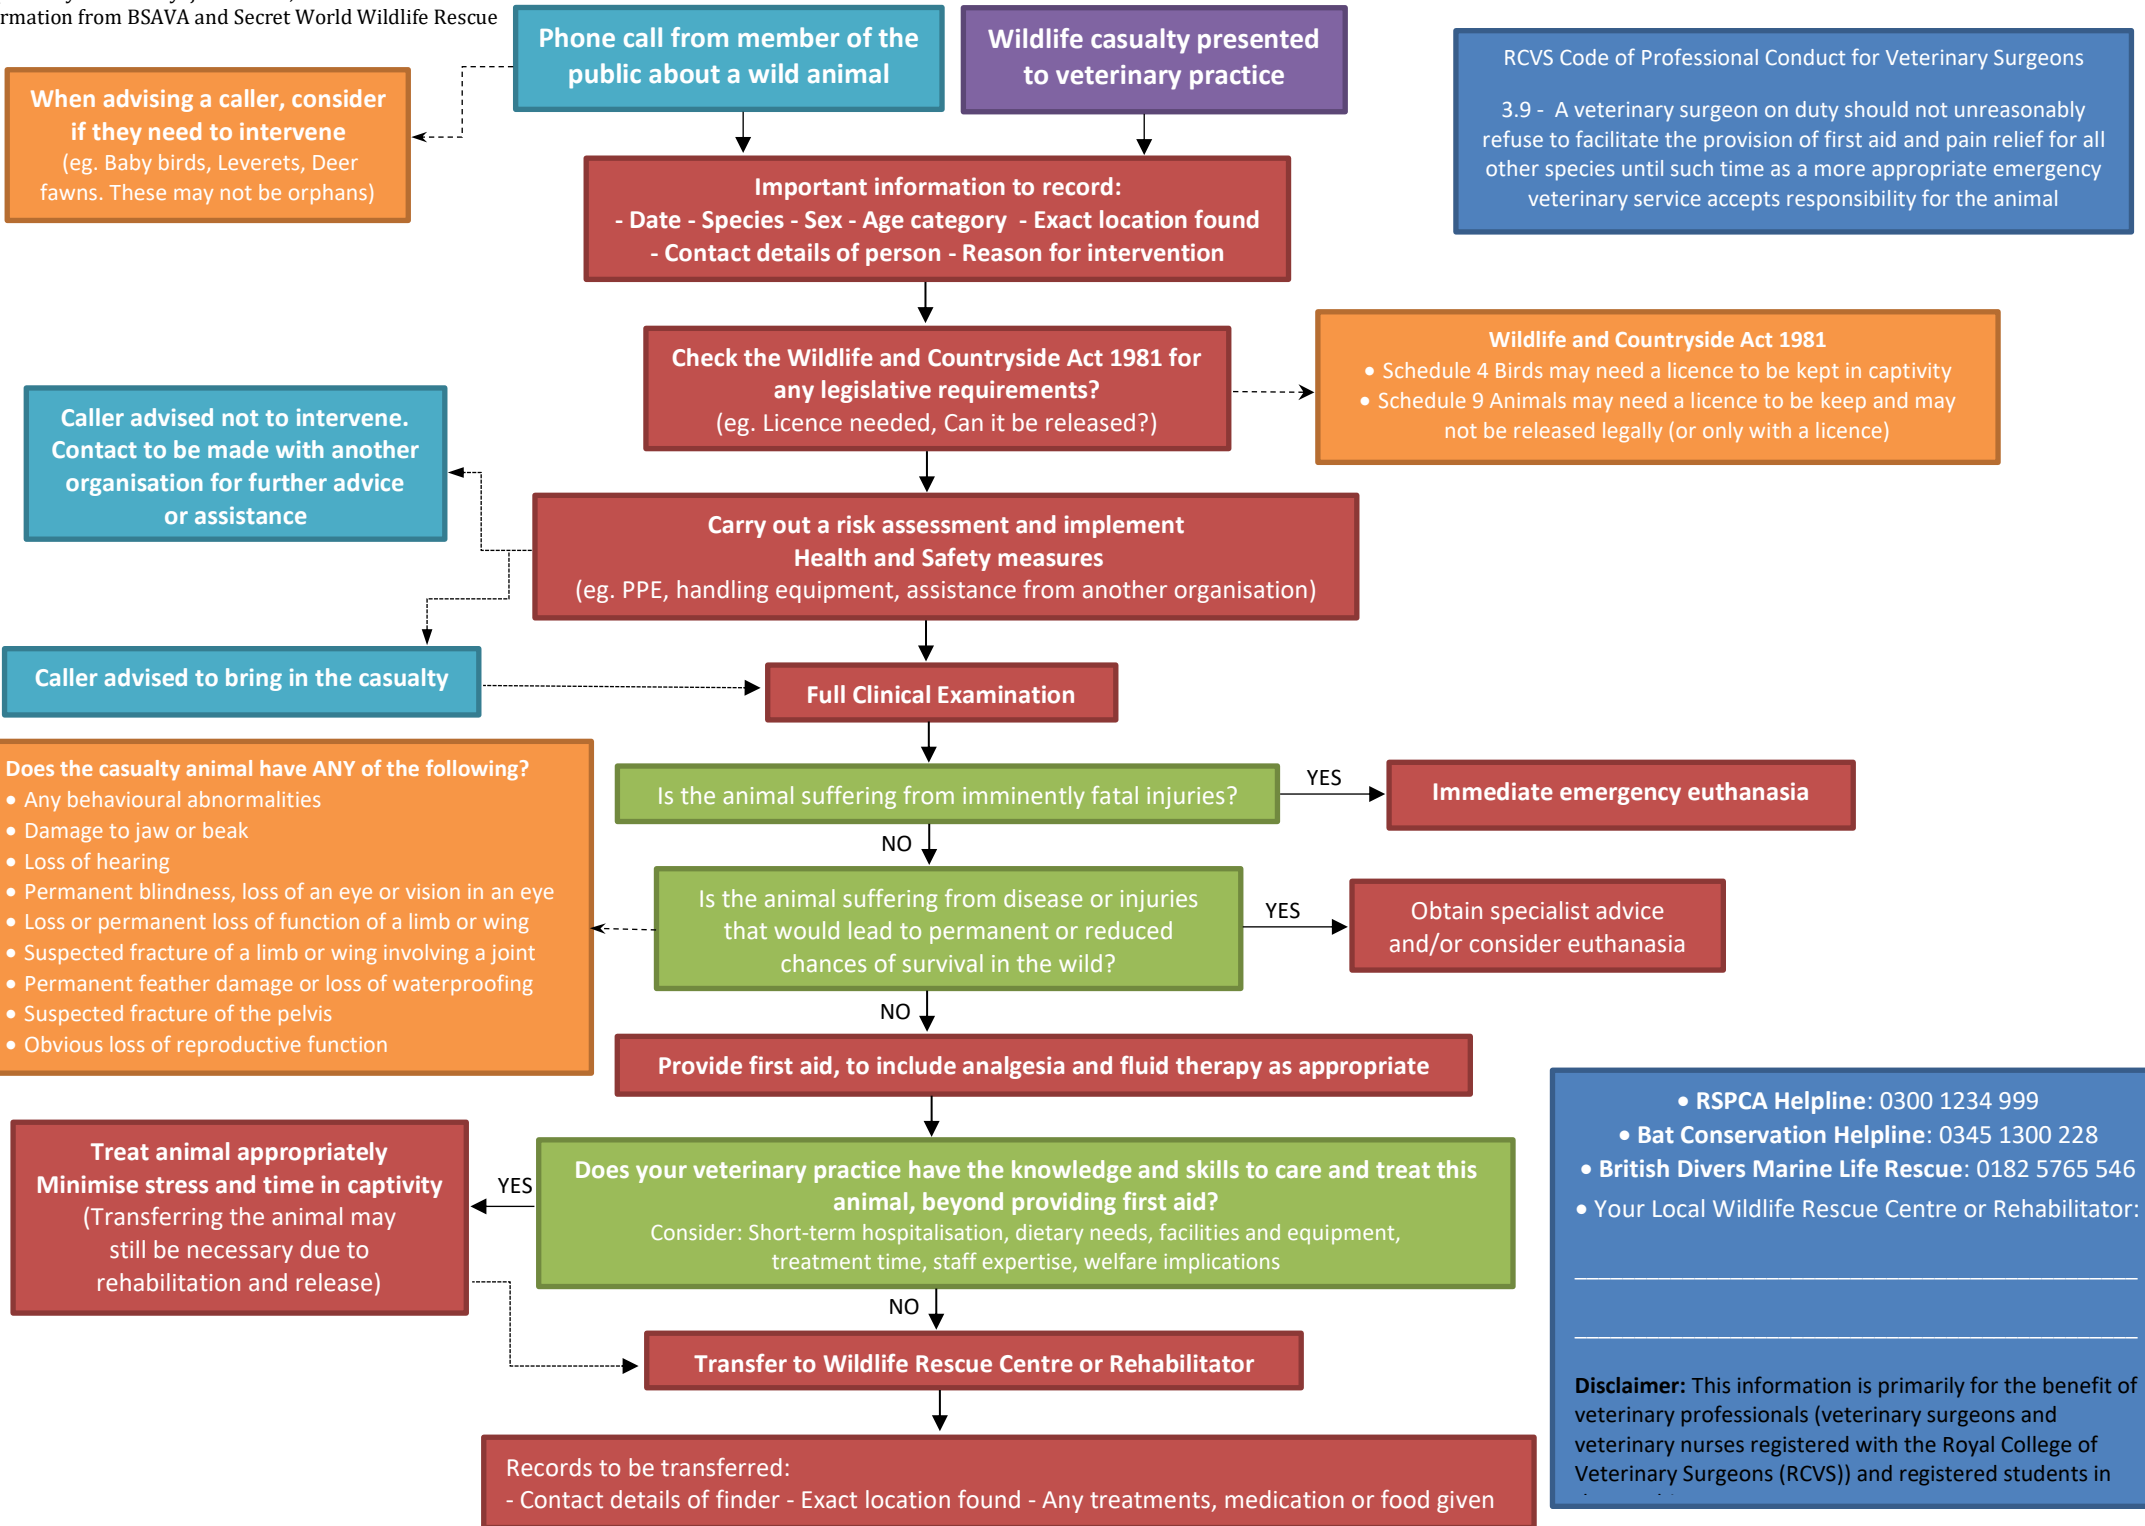 rmation from BSAVA and Secret World Wildlife Rescue
Phone call from member of the
public about a wild animal
Wildlife casualty presented
to veterinary practice
RCVS Code of Professional Conduct for Veterinary Surgeons
3.9 - A veterinary surgeon on duty should not unreasonably
refuse to facilitate the provision of first aid and pain relief for all
other species until such time as a more appropriate emergency
veterinary service accepts responsibility for the animal
When advising a caller, consider
if they need to intervene
(eg. Baby birds, Leverets, Deer
fawns. These may not be orphans)
Important information to record:
- Date - Species - Sex - Age category - Exact location found
- Contact details of person - Reason for intervention
Check the Wildlife and Countryside Act 1981 for
any legislative requirements?
(eg. Licence needed, Can it be released?)
Wildlife and Countryside Act 1981
• Schedule 4 Birds may need a licence to be kept in captivity
• Schedule 9 Animals may need a licence to be keep and may
not be released legally (or only with a licence)
Caller advised not to intervene.
Contact to be made with another
organisation for further advice
or assistance
Carry out a risk assessment and implement
Health and Safety measures
(eg. PPE, handling equipment, assistance from another organisation)
Caller advised to bring in the casualty
Full Clinical Examination
Does the casualty animal have ANY of the following?
• Any behavioural abnormalities
• Damage to jaw or beak
• Loss of hearing
• Permanent blindness, loss of an eye or vision in an eye
• Loss or permanent loss of function of a limb or wing
• Suspected fracture of a limb or wing involving a joint
• Permanent feather damage or loss of waterproofing
• Suspected fracture of the pelvis
• Obvious loss of reproductive function
Is the animal suffering from imminently fatal injuries?
YES
Immediate emergency euthanasia
NO
Is the animal suffering from disease or injuries
that would lead to permanent or reduced
chances of survival in the wild?
YES
Obtain specialist advice
and/or consider euthanasia
NO
Provide first aid, to include analgesia and fluid therapy as appropriate
Does your veterinary practice have the knowledge and skills to care and treat this
animal, beyond providing first aid?
Consider: Short-term hospitalisation, dietary needs, facilities and equipment,
treatment time, staff expertise, welfare implications
YES
Treat animal appropriately
Minimise stress and time in captivity
(Transferring the animal may
still be necessary due to
rehabilitation and release)
NO
Transfer to Wildlife Rescue Centre or Rehabilitator
Records to be transferred:
- Contact details of finder - Exact location found - Any treatments, medication or food given
• RSPCA Helpline: 0300 1234 999
• Bat Conservation Helpline: 0345 1300 228
• British Divers Marine Life Rescue: 0182 5765 546
• Your Local Wildlife Rescue Centre or Rehabilitator:
Disclaimer: This information is primarily for the benefit of
veterinary professionals (veterinary surgeons and
veterinary nurses registered with the Royal College of
Veterinary Surgeons (RCVS)) and registered students in